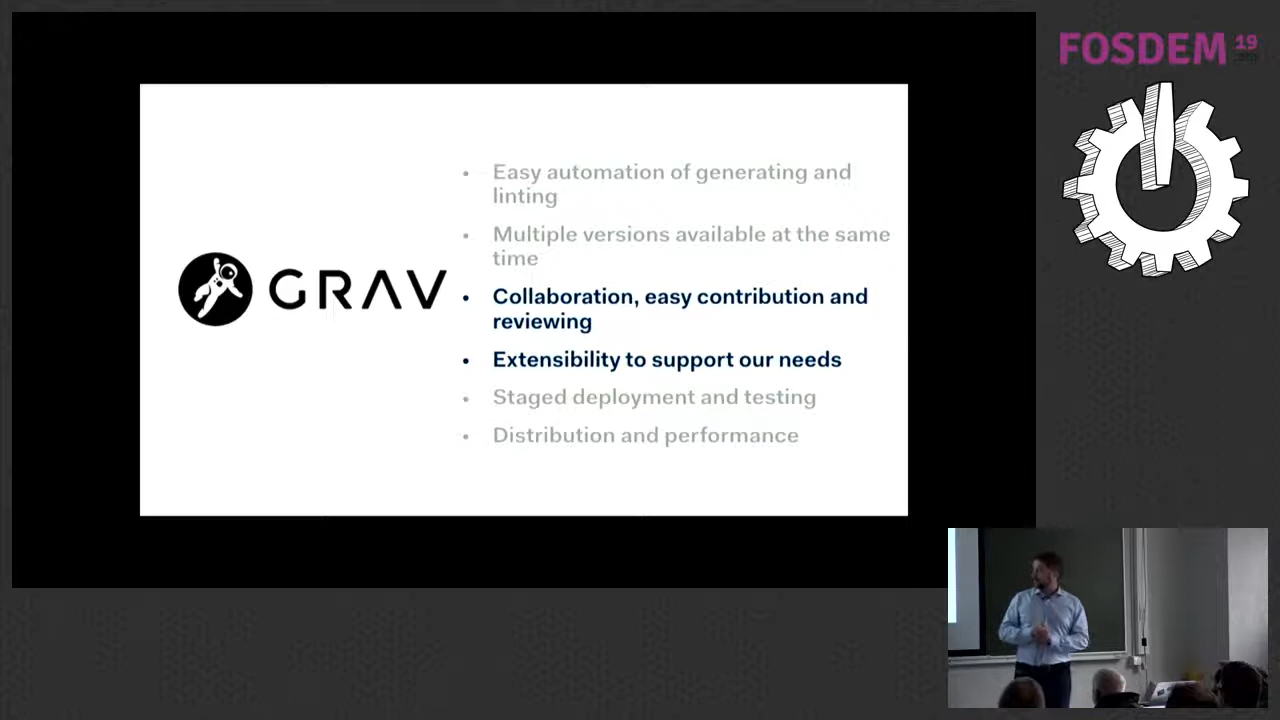 FOSDEM 19
GRAV
• Easy automation of generating and
linting
• Multiple versions available at the same
time
• Collaboration, easy contribution and
reviewing
• Extensibility to support our needs
• Staged deployment and testing
• Distribution and performance